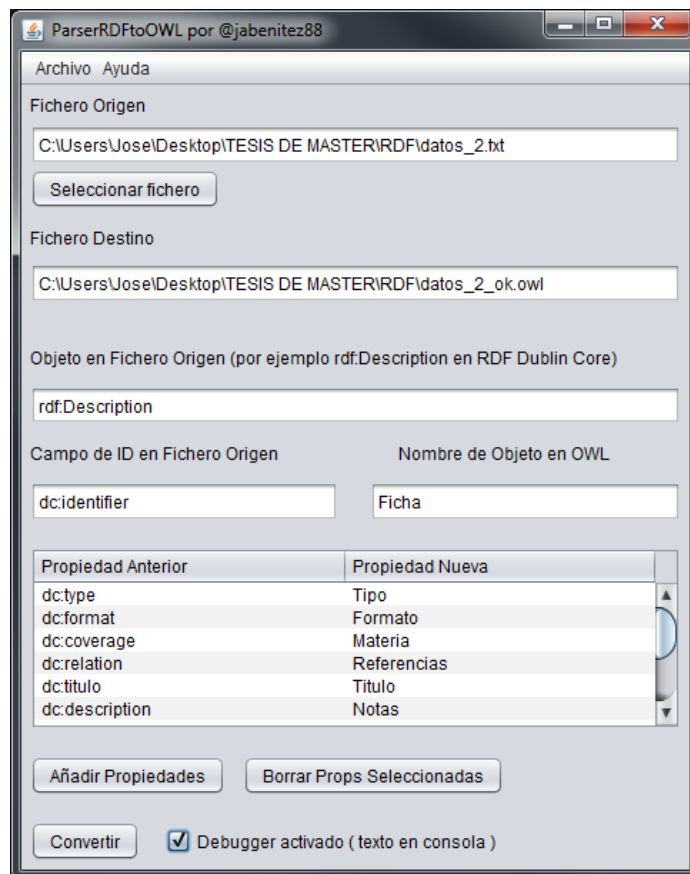 ParserRDFtoOWL por @jabenitez88
Archivo Ayuda
Fichero Origen
C:\Users\Jose\Desktop\TESIS DE MASTER\RDF\datos_2.txt
Seleccionar fichero
Fichero Destino
C:\Users\Jose\Desktop\TESIS DE MASTER\RDF\datos_2_ok.owl
Objeto en Fichero Origen (por ejemplo rdf:Description en RDF Dublin Core)
rdf:Description
Campo de ID en Fichero Origen Nombre de Objeto en OWL
dc:identifier Ficha
Propiedad Anterior Propiedad Nueva
dc:type Tipo
dc:format Formato
dc:coverage Materia
dc:relation Referencias
dc:titulo Titulo
dc:description Notas
Añadir Propiedades Borrar Props Seleccionadas
Convertir Debugger activado ( texto en consola )